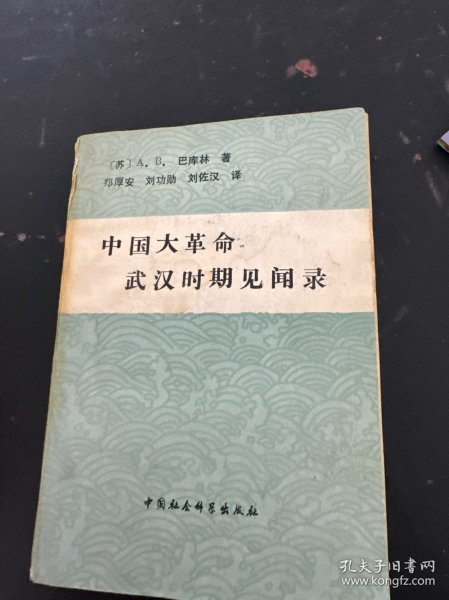 〔苏〕A．B．巴库林 著
郑厚安 刘功勋 刘佐汉 译
中国大革命
武汉时期见闻录
中国社会科学出版社
孔夫子旧书网
www.kongfz.com